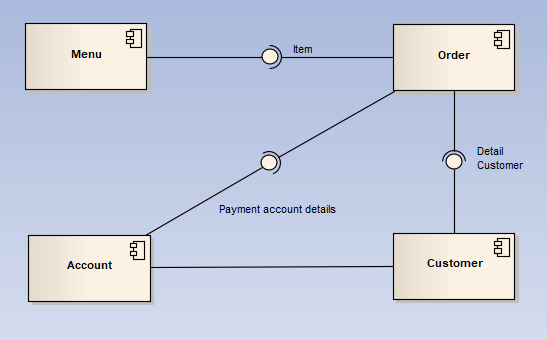 Menu
Item
Order
Detail
Customer
Payment account details
Account
Customer